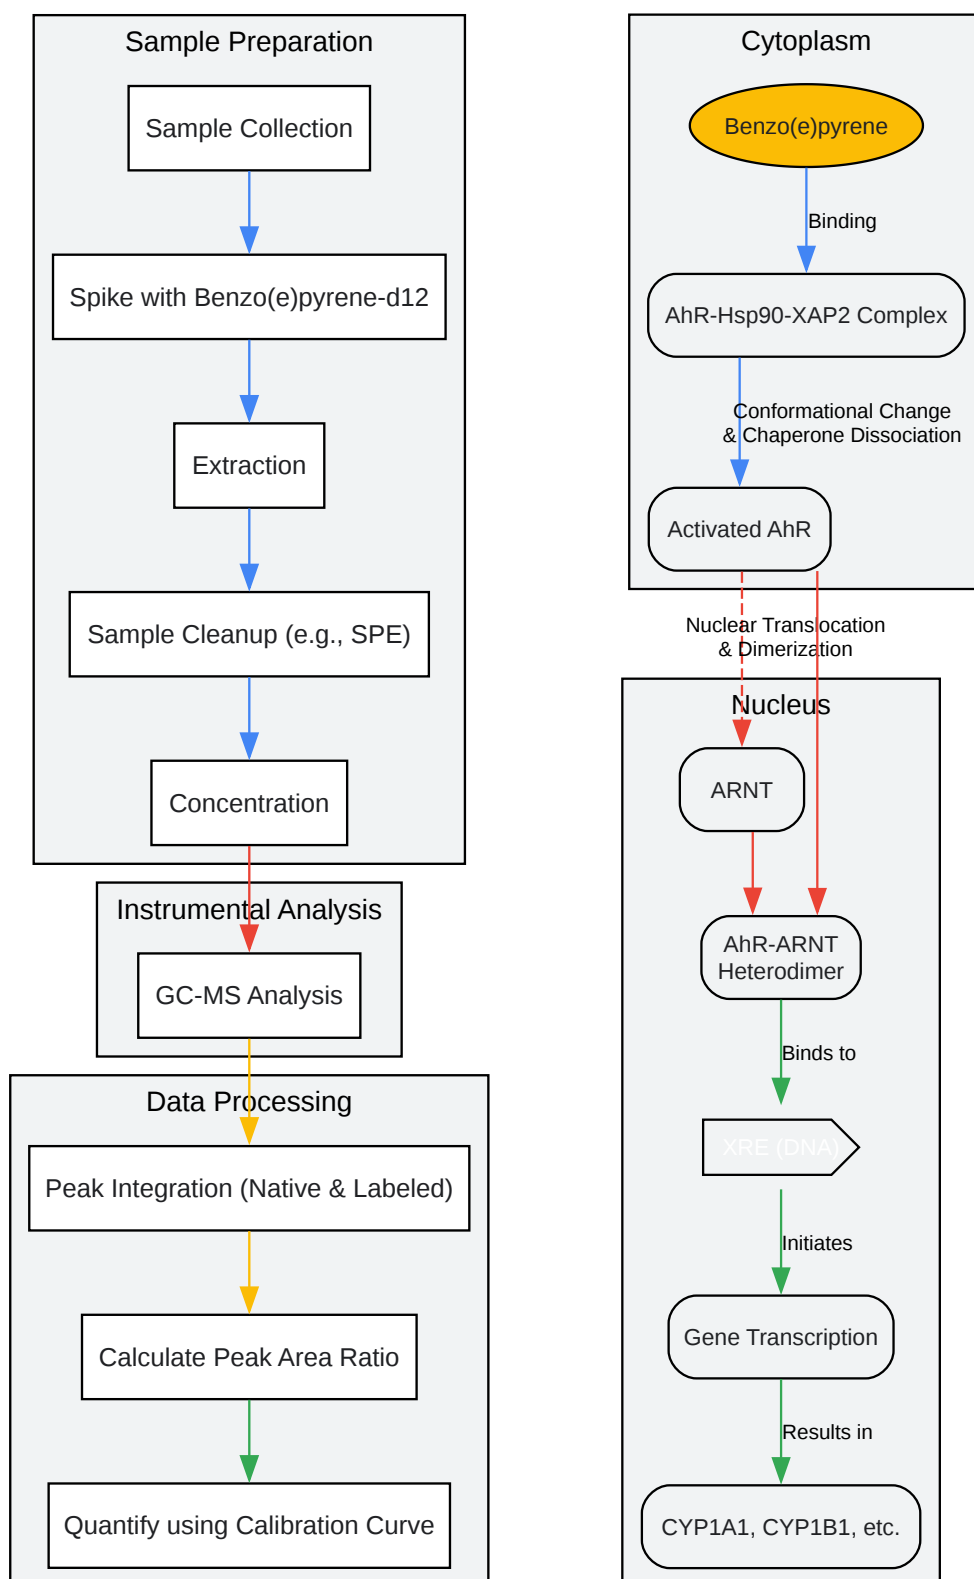 Sample Preparation
Sample Collection
Spike with Benzo(e)pyrene-d12
Extraction
Sample Cleanup (e.g., SPE)
Concentration
Instrumental Analysis
GC-MS Analysis
Data Processing
Peak Integration (Native & Labeled)
Calculate Peak Area Ratio
Quantify using Calibration Curve
Cytoplasm
Benzo(e)pyrene
Binding
AhR-Hsp90-XAP2 Complex
Conformational Change
& Chaperone Dissociation
Activated AhR
Nuclear Translocation
& Dimerization
Nucleus
ARNT
AhR-ARNT
Heterodimer
Binds to
XRE (DNA)
Initiates
Gene Transcription
Results in
CYP1A1, CYP1B1, etc.